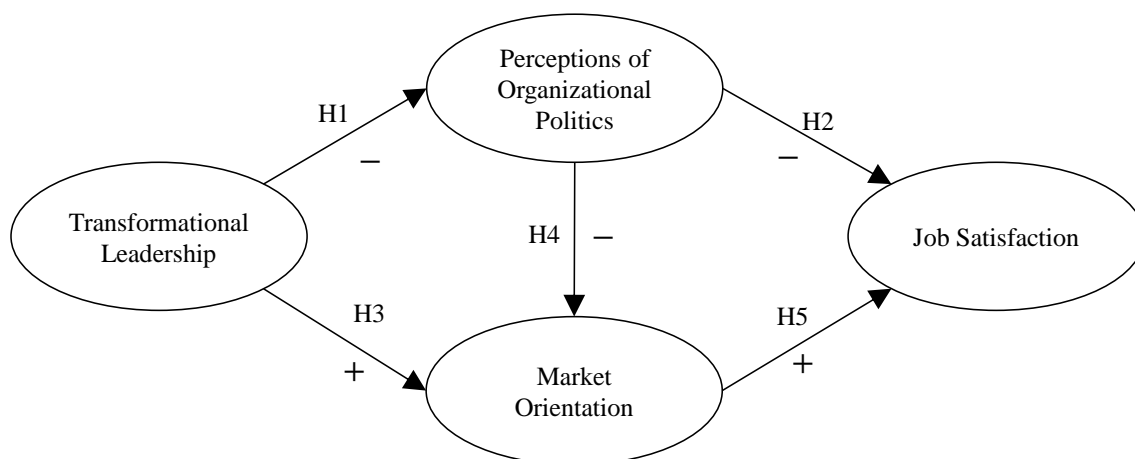 Perceptions of
Organizational
Politics
H1
−
H2
−
Transformational
Leadership
H4
−
Job Satisfaction
H3
+
H5
+
Market
Orientation